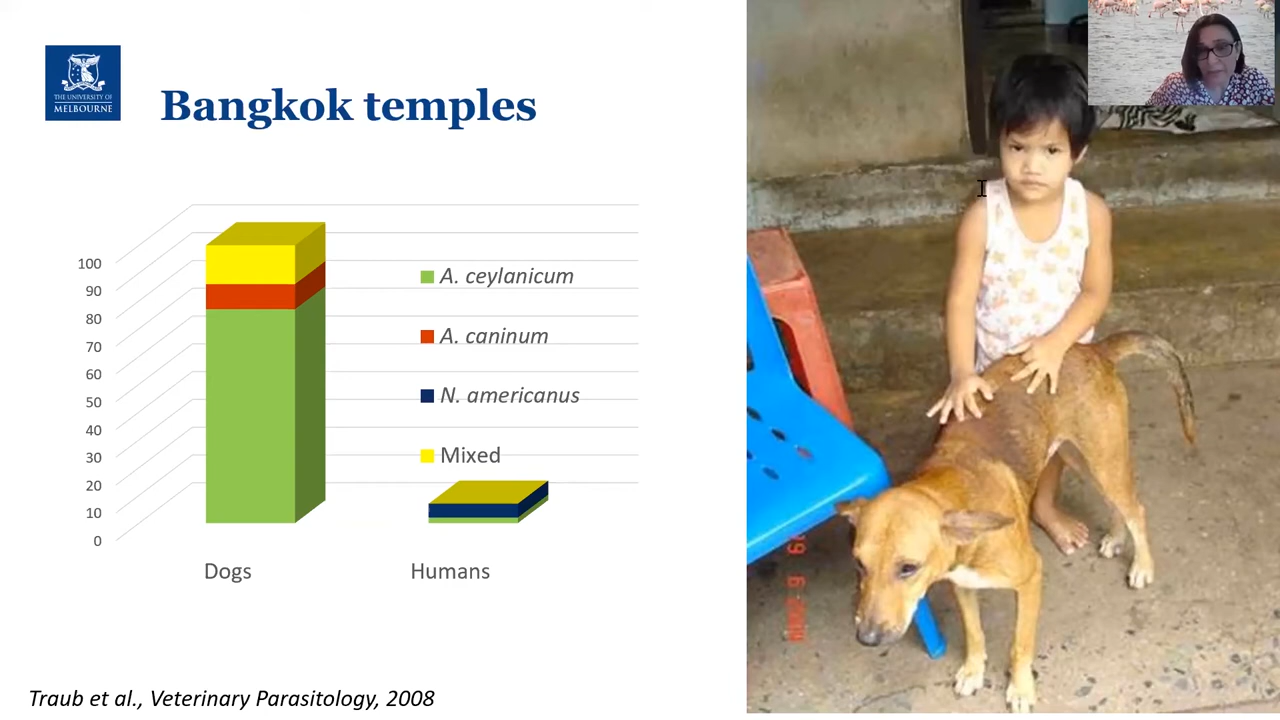 THE UNIVERSITY OF
MELBOURNE
Bangkok temples
100
90
80
70
60
50
40
30
20
10
0
A. ceylanicum
A. caninum
N. americanus
Mixed
Dogs
Humans
Traub et al., Veterinary Parasitology, 2008